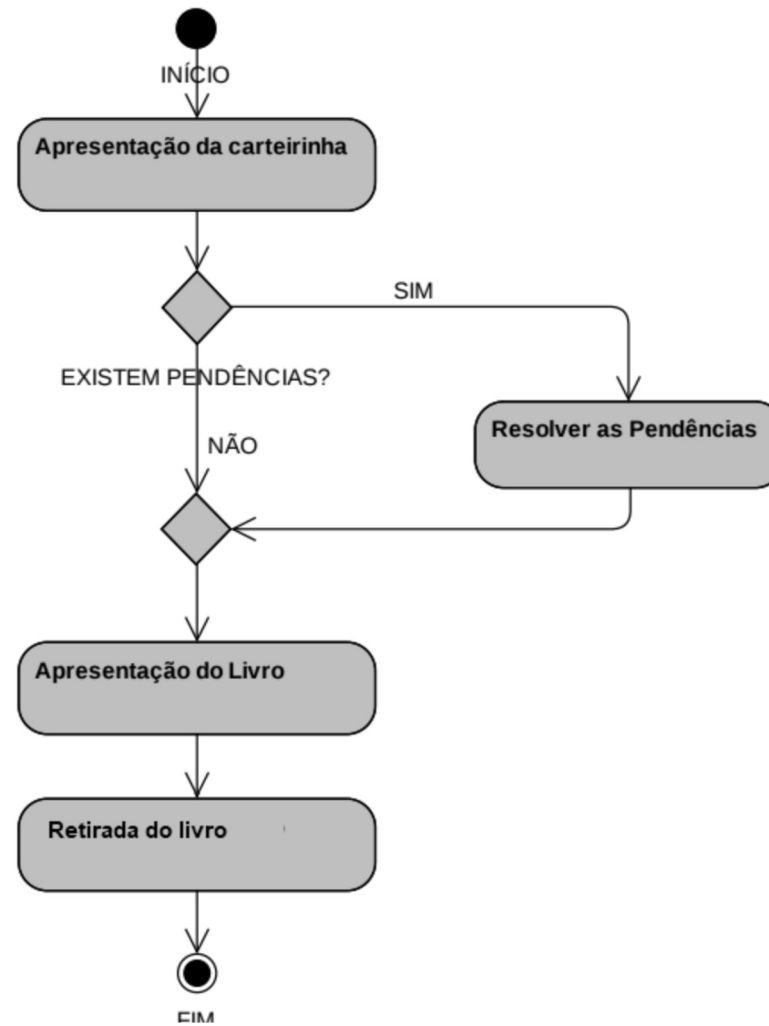 INÍCIO
Apresentação da carteirinha
SIM
EXISTEM PENDÊNCIAS?
Resolver as Pendências
NÃO
Apresentação do Livro
Retirada do livro
FIM